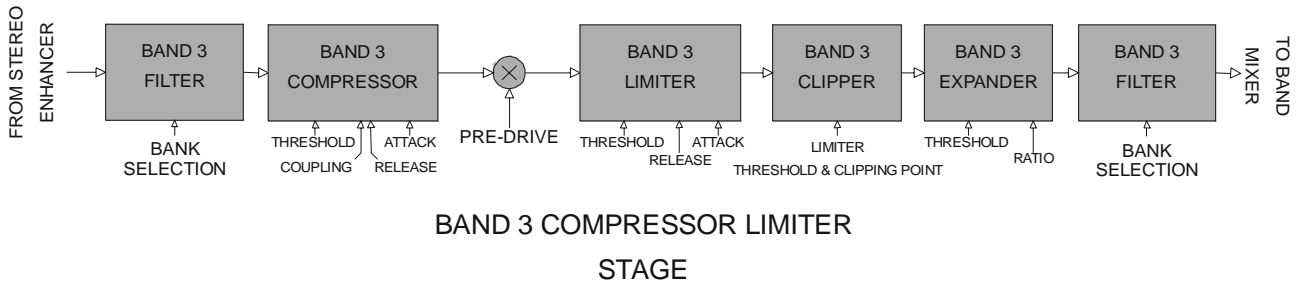 FROM STEREO
ENHANCER
BAND 3
FILTER
BANK
SELECTION
BAND 3
COMPRESSOR
THRESHOLD
COUPLING
RELEASE
ATTACK
PRE-DRIVE
BAND 3
LIMITER
THRESHOLD
RELEASE
ATTACK
BAND 3
CLIPPER
LIMITER
THRESHOLD & CLIPPING POINT
BAND 3
EXPANDER
THRESHOLD
RATIO
BAND 3
FILTER
BANK
SELECTION
TO BAND
MIXER
BAND 3 COMPRESSOR LIMITER
STAGE